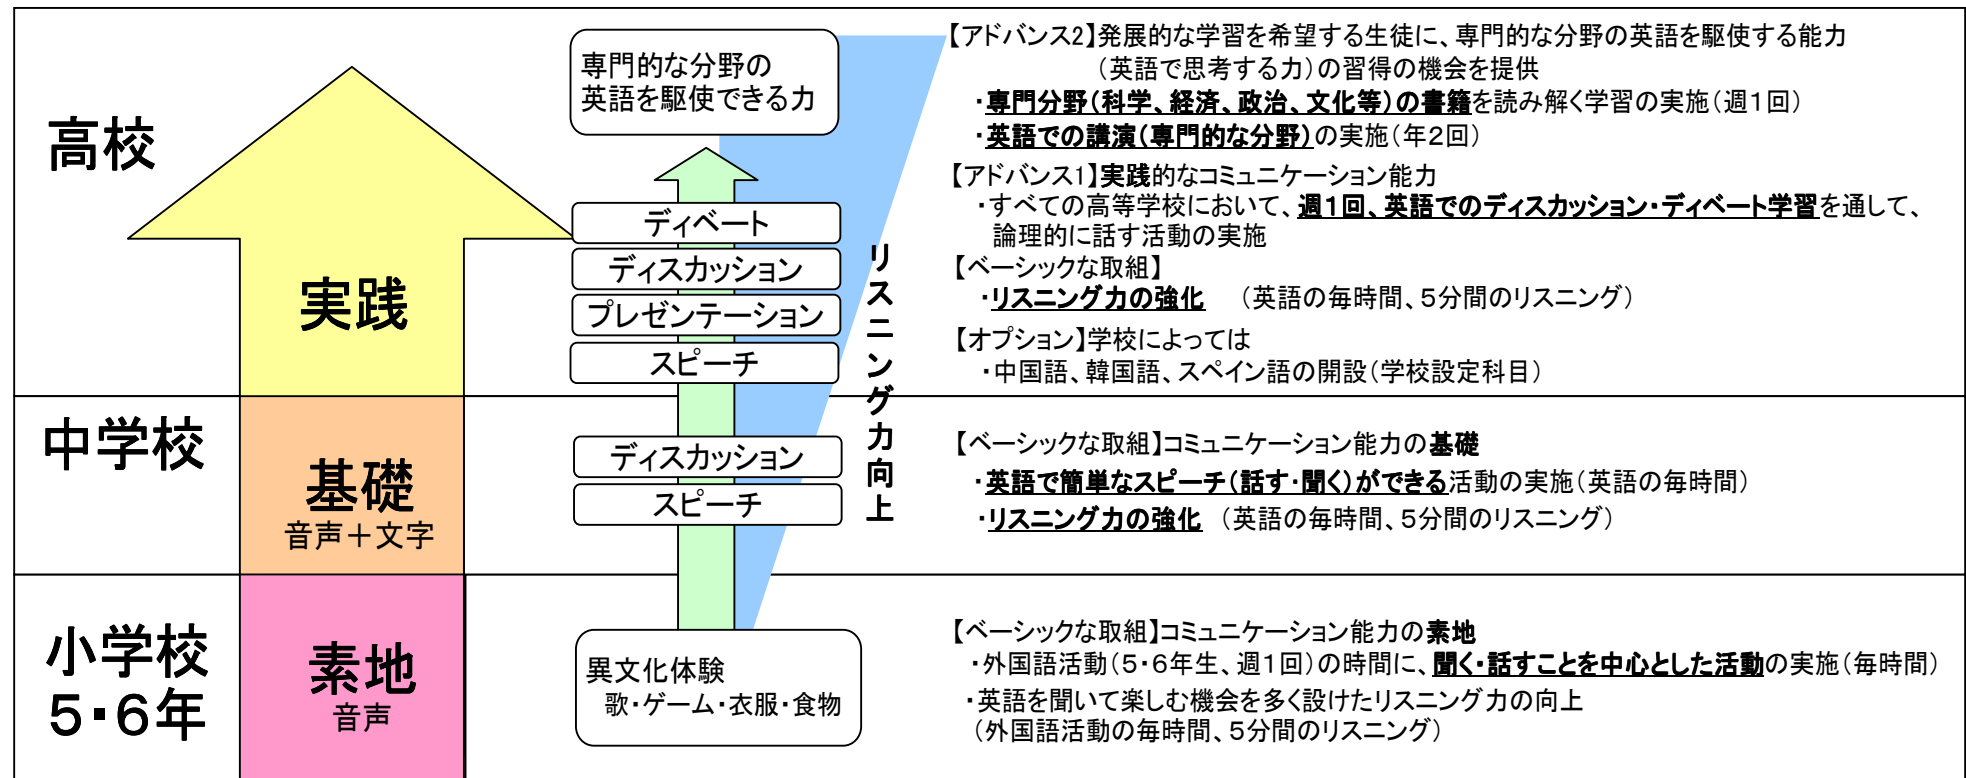 高校
実践
専門的な分野の
英語を駆使できる力
ディベート
ディスカッション
プレゼンテーション
スピーチ
リスニング力向上
【アドバンス2】発展的な学習を希望する生徒に、専門的な分野の英語を駆使する能力
（英語で思考する力）の習得の機会を提供
・専門分野（科学、経済、政治、文化等）の書籍を読み解く学習の実施（週１回）
・英語での講演（専門的な分野）の実施（年２回）
【アドバンス1】実践的なコミュニケーション能力
・すべての高等学校において、週１回、英語でのディスカッション・ディベート学習を通して、
論理的に話す活動の実施
【ベーシックな取組】
・リスニング力の強化　（英語の毎時間、５分間のリスニング）
【オプション】学校によっては
・中国語、韓国語、スペイン語の開設（学校設定科目）
中学校
基礎
音声＋文字
ディスカッション
スピーチ
【ベーシックな取組】コミュニケーション能力の基礎
・英語で簡単なスピーチ（話す・聞く）ができる活動の実施（英語の毎時間）
・リスニング力の強化　（英語の毎時間、５分間のリスニング）
小学校
５・６年
素地
音声
異文化体験
歌・ゲーム・衣服・食物
【ベーシックな取組】コミュニケーション能力の素地
・外国語活動（５・６年生、週１回）の時間に、聞く・話すことを中心とした活動の実施（毎時間）
・英語を聞いて楽しむ機会を多く設けたリスニング力の向上
（外国語活動の毎時間、５分間のリスニング）